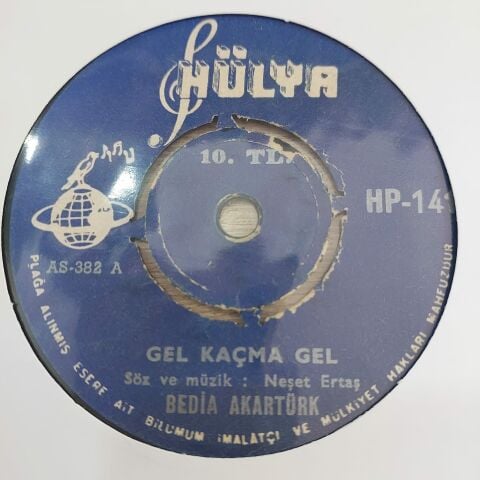 HÜLYA
10. TL.
HP-14
AS-382 A
GEL KAÇMA GEL
Söz ve müzik : Neşet Ertaş
BEDİA AKARTÜRK
PLAĞA ALINMIŞ ESERE AİT BİLUMUM İMALATÇI VE MÜLKİYET HAKLARI MAHFUZDUR